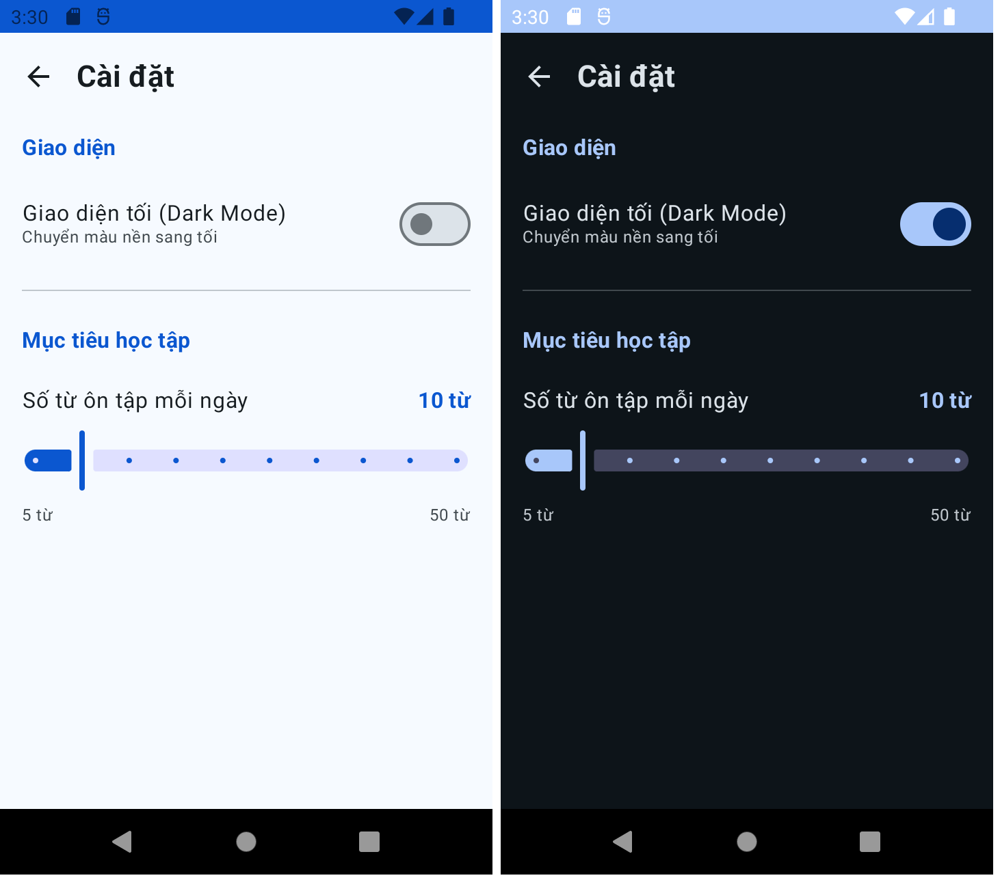 3:30
Cài đặt
Giao diện
Giao diện tối (Dark Mode)
Chuyển màu nền sang tối
Mục tiêu học tập
Số từ ôn tập mỗi ngày
10 từ
5 từ
50 từ
3:30
Cài đặt
Giao diện
Giao diện tối (Dark Mode)
Chuyển màu nền sang tối
Mục tiêu học tập
Số từ ôn tập mỗi ngày
10 từ
5 từ
50 từ